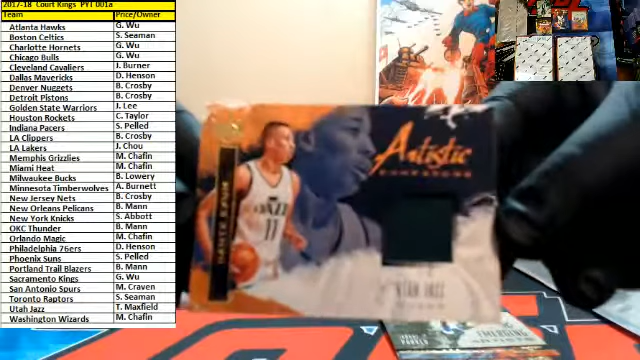 2017-18 Court Kings PYT 001a
Team Price/Owner
Atlanta Hawks G. Wu
Boston Celtics S. Seaman
Charlotte Hornets G. Wu
Chicago Bulls G. Wu
Cleveland Cavaliers J. Burner
Dallas Mavericks D. Henson
Denver Nuggets B. Crosby
Detroit Pistons B. Crosby
Golden State Warriors J. Lee
Houston Rockets C. Taylor
Indiana Pacers S. Pelled
LA Clippers B. Crosby
LA Lakers J. Chou
Memphis Grizzlies M. Chafin
Miami Heat M. Chafin
Milwaukee Bucks B. Lowery
Minnesota Timberwolves A. Burnett
New Jersey Nets B. Crosby
New Orleans Pelicans B. Mann
New York Knicks S. Abbott
OKC Thunder B. Mann
Orlando Magic M. Chafin
Philadelphia 76ers D. Henson
Phoenix Suns S. Pelled
Portland Trail Blazers B. Mann
Sacramento Kings G. Wu
San Antonio Spurs M. Craven
Toronto Raptors S. Seaman
Utah Jazz T. Maxfield
Washington Wizards M. Chafin
Artistic
JAZZ
11
UTAH JAZZ
EMERGING